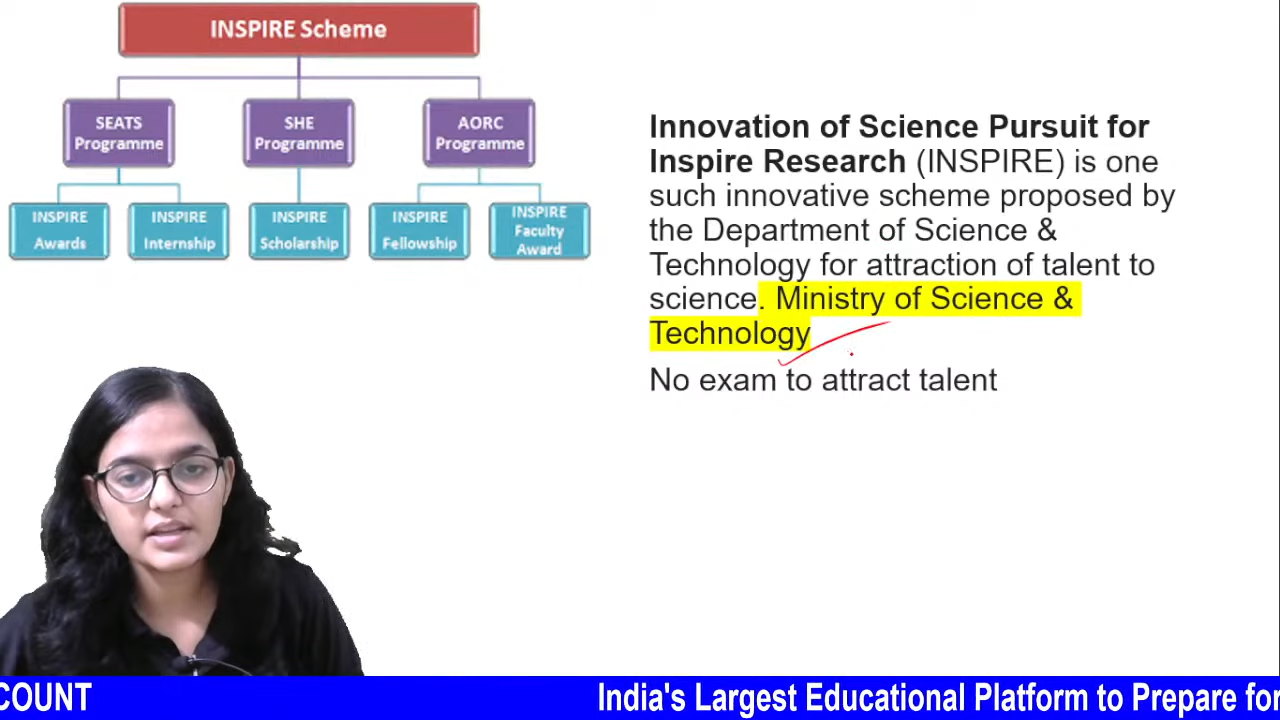 INSPIRE Scheme
SEATS
Programme
SHE
Programme
AORC
Programme
INSPIRE
Awards
INSPIRE
Internship
INSPIRE
Scholarship
INSPIRE
Fellowship
INSPIRE
Faculty
Award
Innovation of Science Pursuit for
Inspire Research (INSPIRE) is one
such innovative scheme proposed by
the Department of Science &
Technology for attraction of talent to
science. Ministry of Science &
Technology
No exam to attract talent
COUNT India's Largest Educational Platform to Prepare for